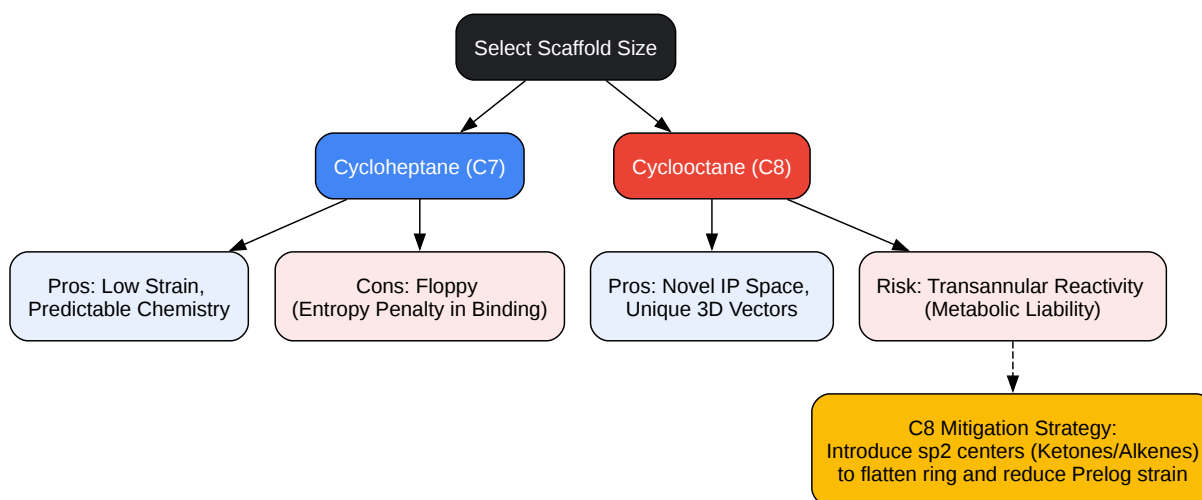 Select Scaffold Size
Cycloheptane (C7)
Cyclooctane (C8)
Pros: Low Strain,
Predictable Chemistry
Cons: Floppy
(Entropy Penalty in Binding)
Pros: Novel IP Space,
Unique 3D Vectors
Risk: Transannular Reactivity
(Metabolic Liability)
C8 Mitigation Strategy:
Introduce sp2 centers (Ketones/Alkenes)
to flatten ring and reduce Prelog strain